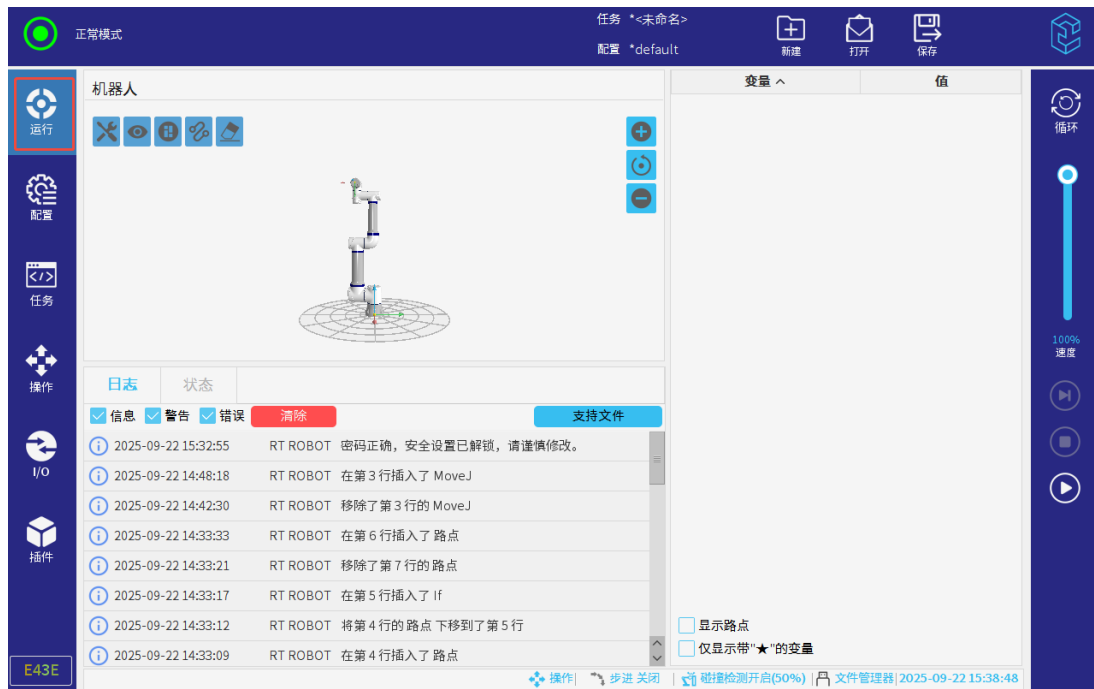 正常模式
任务 *<未命名>
配置 *default
新建
打开
保存
运行
配置
任务
操作
I/O
插件
E43E
机器人
日志
状态
信息 警告 错误 清除 支持文件
2025-09-22 15:32:55 RT ROBOT 密码正确，安全设置已解锁，请谨慎修改。
2025-09-22 14:48:18 RT ROBOT 在第3行插入了 MoveJ
2025-09-22 14:42:30 RT ROBOT 移除了第3行的 MoveJ
2025-09-22 14:33:33 RT ROBOT 在第6行插入了 路点
2025-09-22 14:33:21 RT ROBOT 移除了第7行的 路点
2025-09-22 14:33:17 RT ROBOT 在第5行插入了 If
2025-09-22 14:33:12 RT ROBOT 将第4行的 路点 下移到了第5行
2025-09-22 14:33:09 RT ROBOT 在第4行插入了 路点
变量 值
显示路点
仅显示带"★"的变量
循环
100%
速度
操作| 步进 关闭 | 碰撞检测开启(50%) | 文件管理器| 2025-09-22 15:38:48